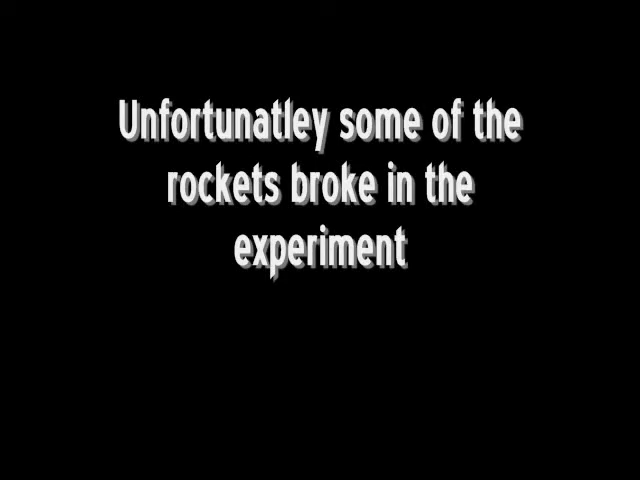 Unfortunatley some of the
rockets broke in the
experiment